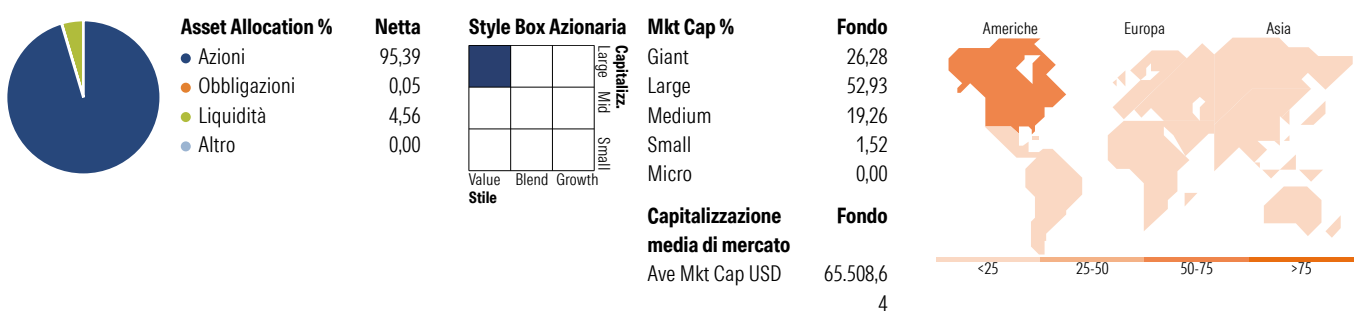 Asset Allocation % Netta
Azioni 95,39
Obbligazioni 0,05
Liquidità 4,56
Altro 0,00
Style Box Azionaria
Capitalizz.
Large Mid Small
Value Blend Growth
Stile
Mkt Cap % Fondo
Giant 26,28
Large 52,93
Medium 19,26
Small 1,52
Micro 0,00
Capitalizzazione Fondo
media di mercato
Ave Mkt Cap USD 65.508,6
4
Americhe Europa Asia
<25 25-50 50-75 >75